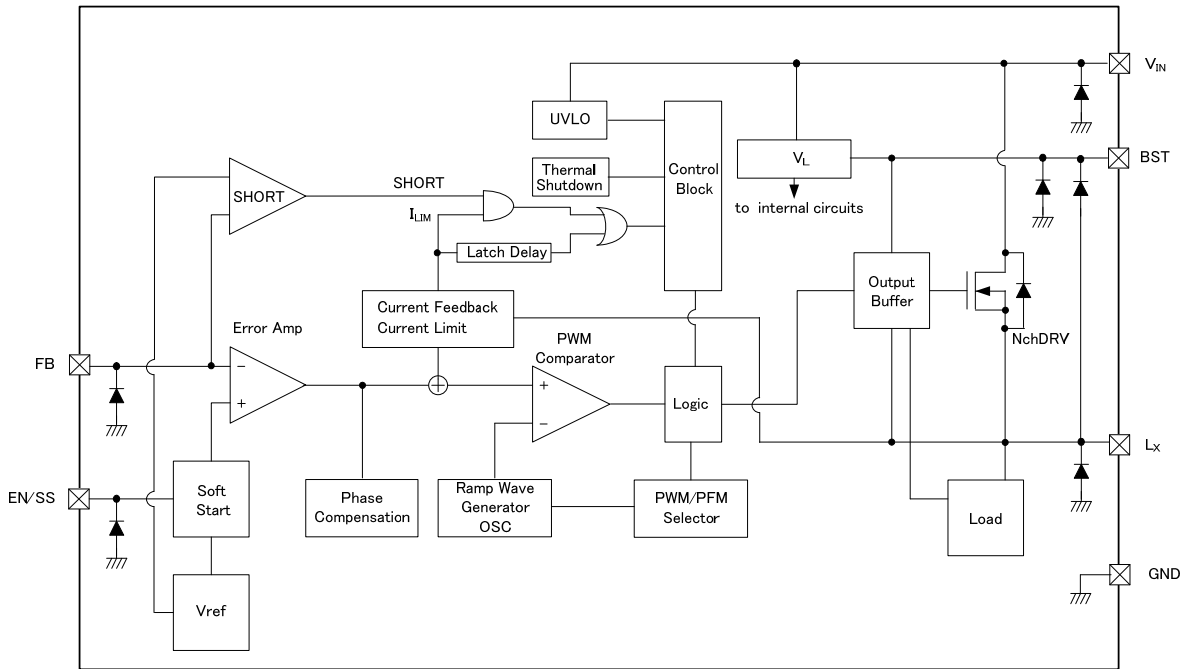 VIN
UVLO
BST
VL
Control
Block
Thermal
Shutdown
SHORT
SHORT
ILIM
to internal circuits
Latch Delay
Output
Buffer
Current Feedback
Current Limit
Error Amp
PWM
Comparator
NchDRV
FB
-
+
+
+
-
Logic
LX
EN/SS
Soft
Start
Phase
Compensation
Ramp Wave
Generator
OSC
PWM/PFM
Selector
Load
GND
Vref